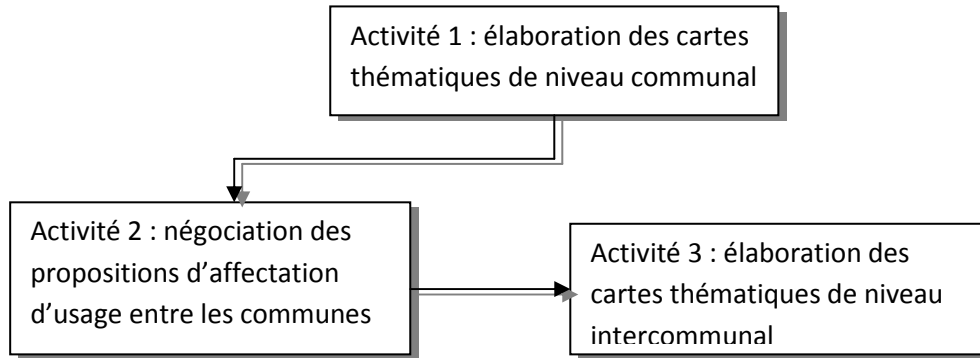 Activité 1 : élaboration des cartes
thématiques de niveau communal
Activité 2 : négociation des
propositions d’affectation
d’usage entre les communes
Activité 3 : élaboration des
cartes thématiques de niveau
intercommunal